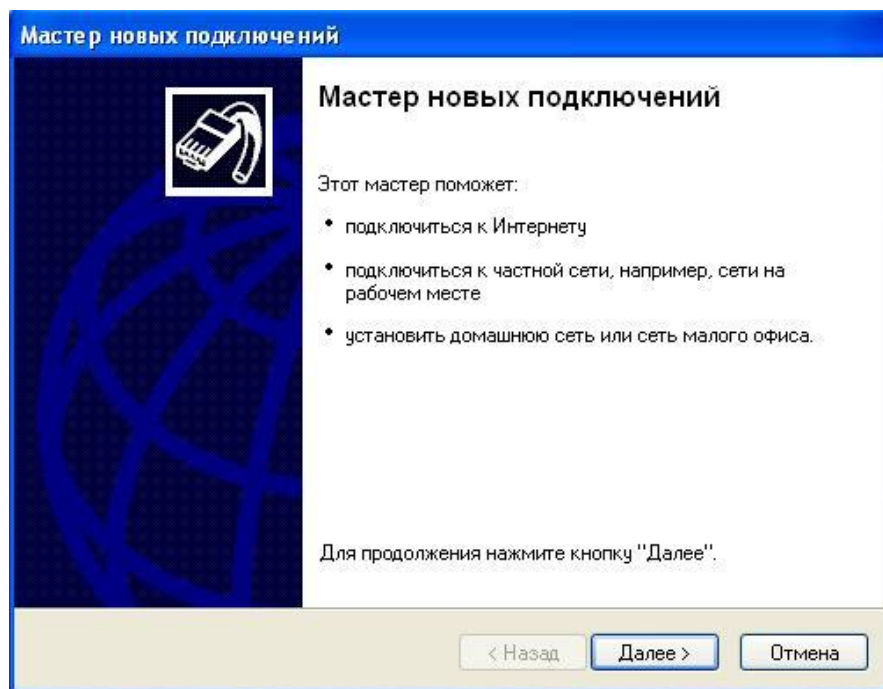 Мастер новых подключений
Мастер новых подключений
Этот мастер поможет:
• подключиться к Интернету
• подключиться к частной сети, например, сети на
рабочем месте
• установить домашнюю сеть или сеть малого офиса.
Для продолжения нажмите кнопку "Далее".
< Назад Далее > Отмена